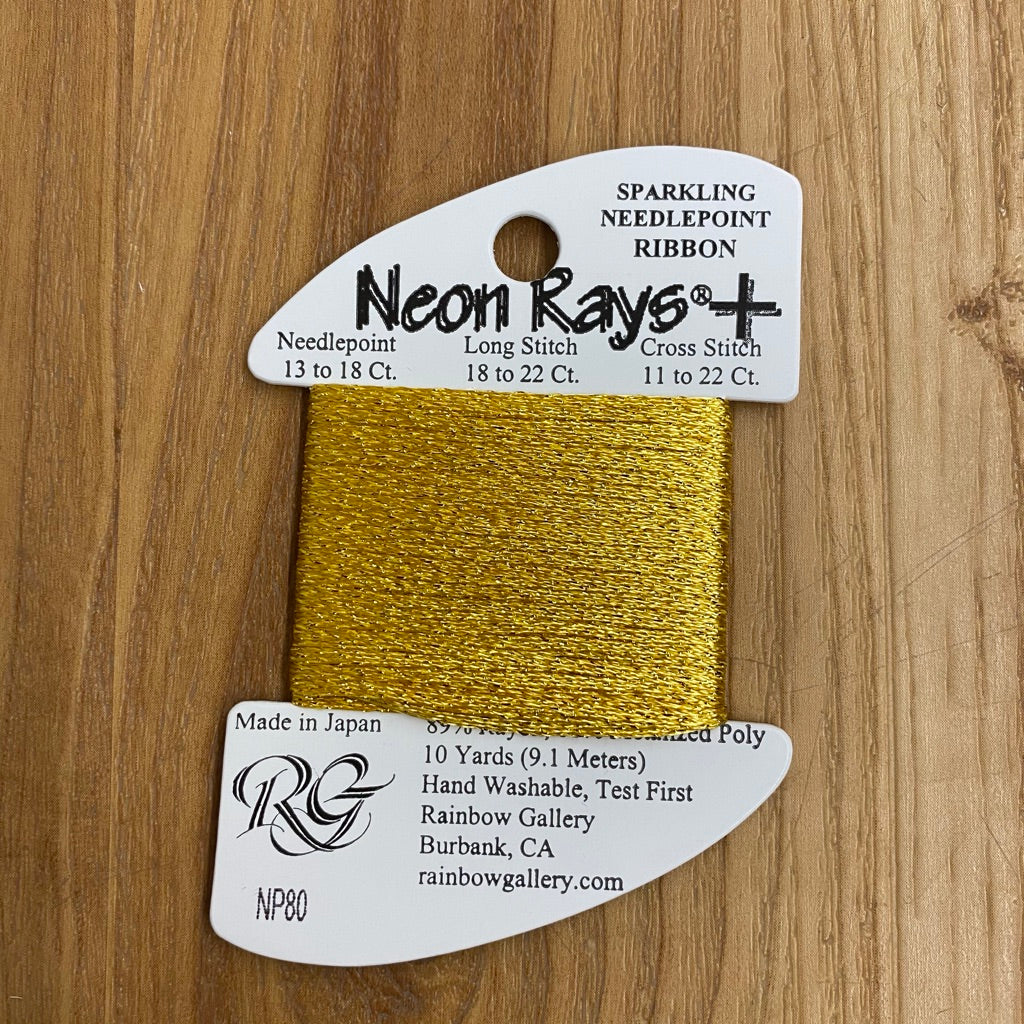 SPARKLING
NEEDLEPOINT
RIBBON
Neon Rays®+
Needlepoint Long Stitch Cross Stitch
13 to 18 Ct. 18 to 22 Ct. 11 to 22 Ct.
Made in Japan
89% Poly
10 Yards (9.1 Meters)
Hand Washable, Test First
RG
Rainbow Gallery
Burbank, CA
rainbowgallery.com
NP80